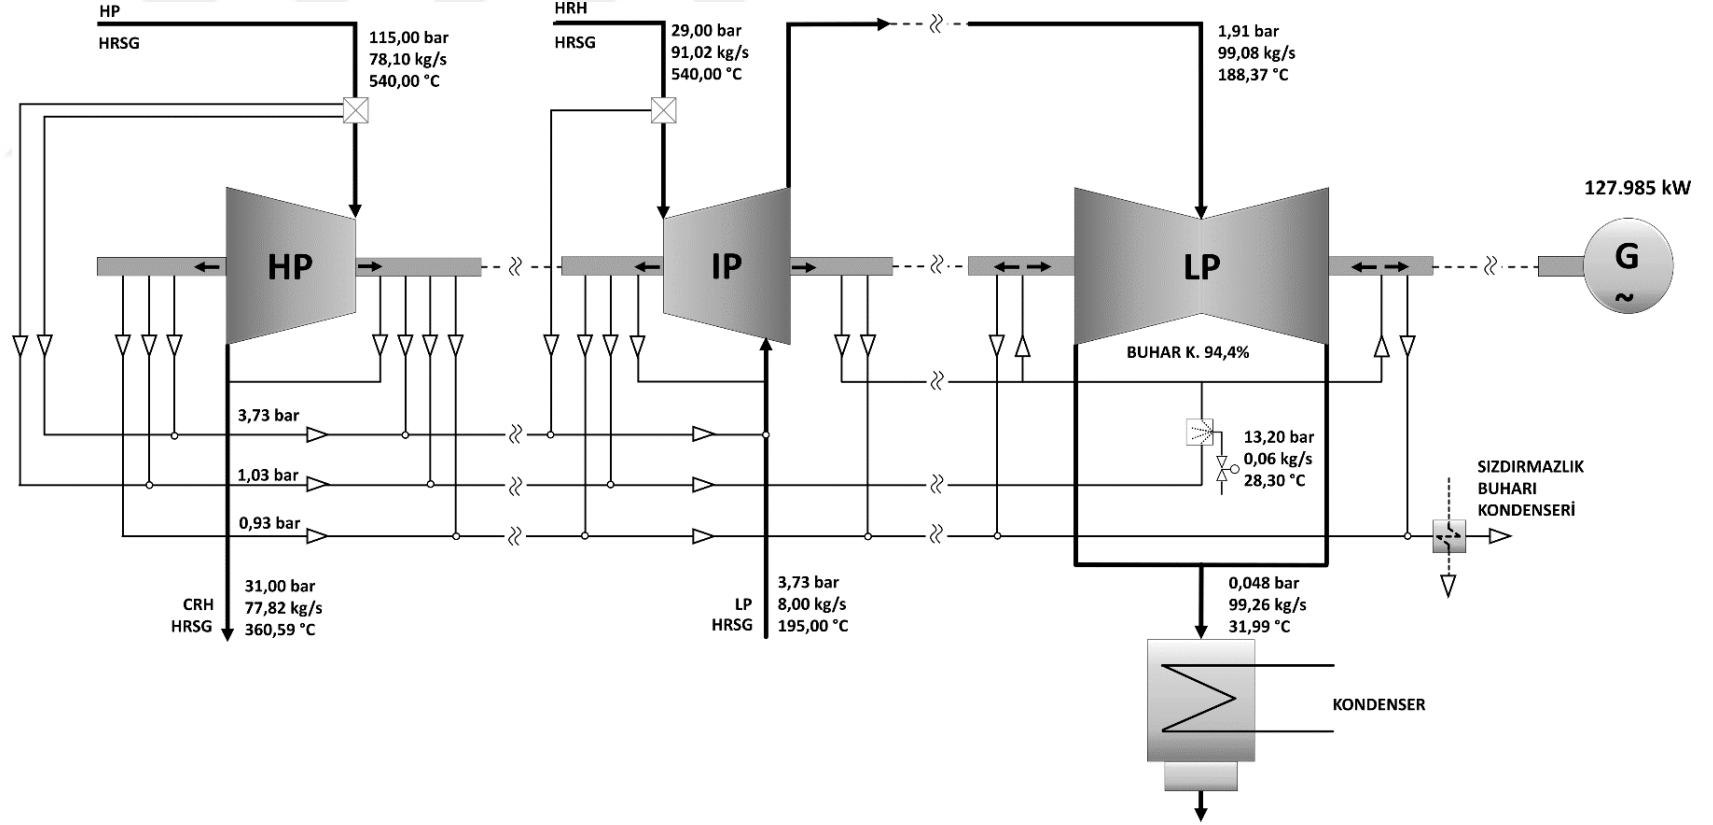 HP
HRSG
115,00 bar
78,10 kg/s
540,00 °C
HRH
HRSG
29,00 bar
91,02 kg/s
540,00 °C
1,91 bar
99,08 kg/s
188,37 °C
127.985 kW
HP
IP
LP
G
~
BUHAR K. 94,4%
3,73 bar
1,03 bar
0,93 bar
13,20 bar
0,06 kg/s
28,30 °C
SIZDIRMAZLIK
BUHARI
KONDENSERİ
CRH
HRSG
31,00 bar
77,82 kg/s
360,59 °C
LP
HRSG
3,73 bar
8,00 kg/s
195,00 °C
0,048 bar
99,26 kg/s
31,99 °C
KONDENSER